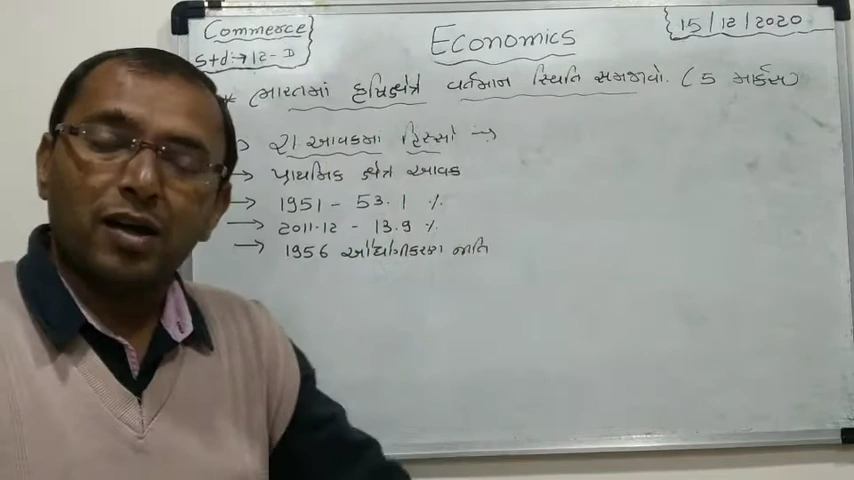 Commerce
Economics
15/12/2020
Std:→12-D
* ભારતમાં કૃષિક્ષેત્રે વર્તમાન સ્થિતિ સમજાવો. (5 માર્કસ)
રા. આવકમાં હિસ્સો →
→ પ્રાથમિક ક્ષેત્ર આવક
→ 1951 - 53.1 %
→ 2011-12 - 13.9 %
→ 1956 ઔદ્યોગીકરણ